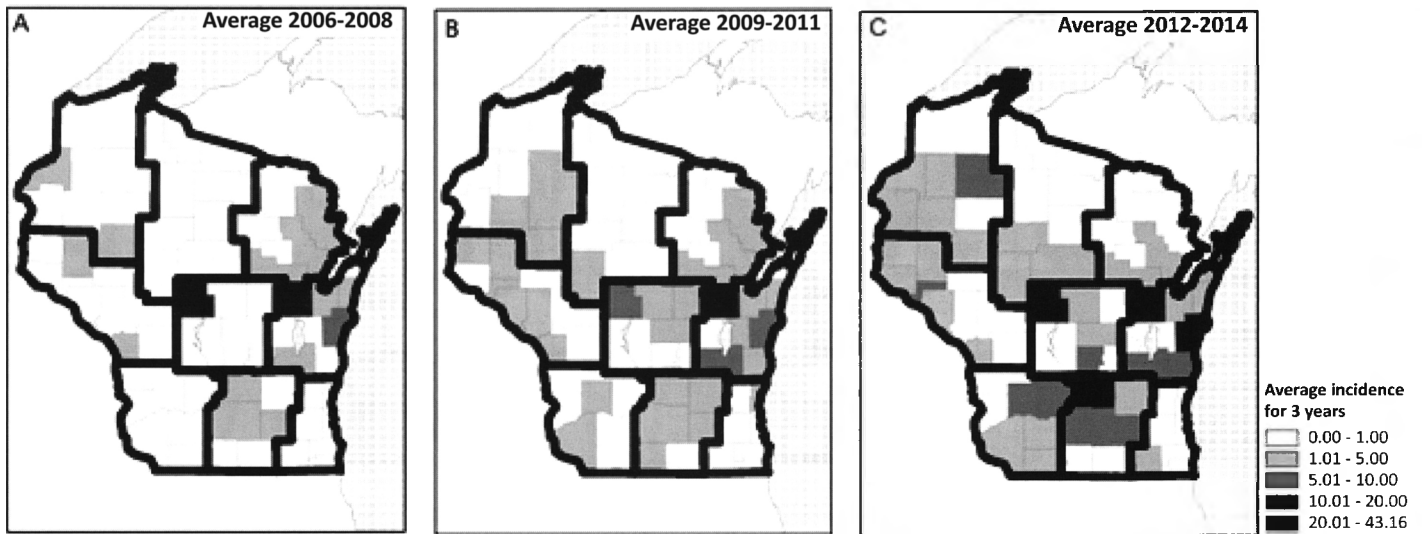 A
Average 2006-2008
B
Average 2009-2011
C
Average 2012-2014
Average incidence
for 3 years
0.00 - 1.00
1.01 - 5.00
5.01 - 10.00
10.01 - 20.00
20.01 - 43.16